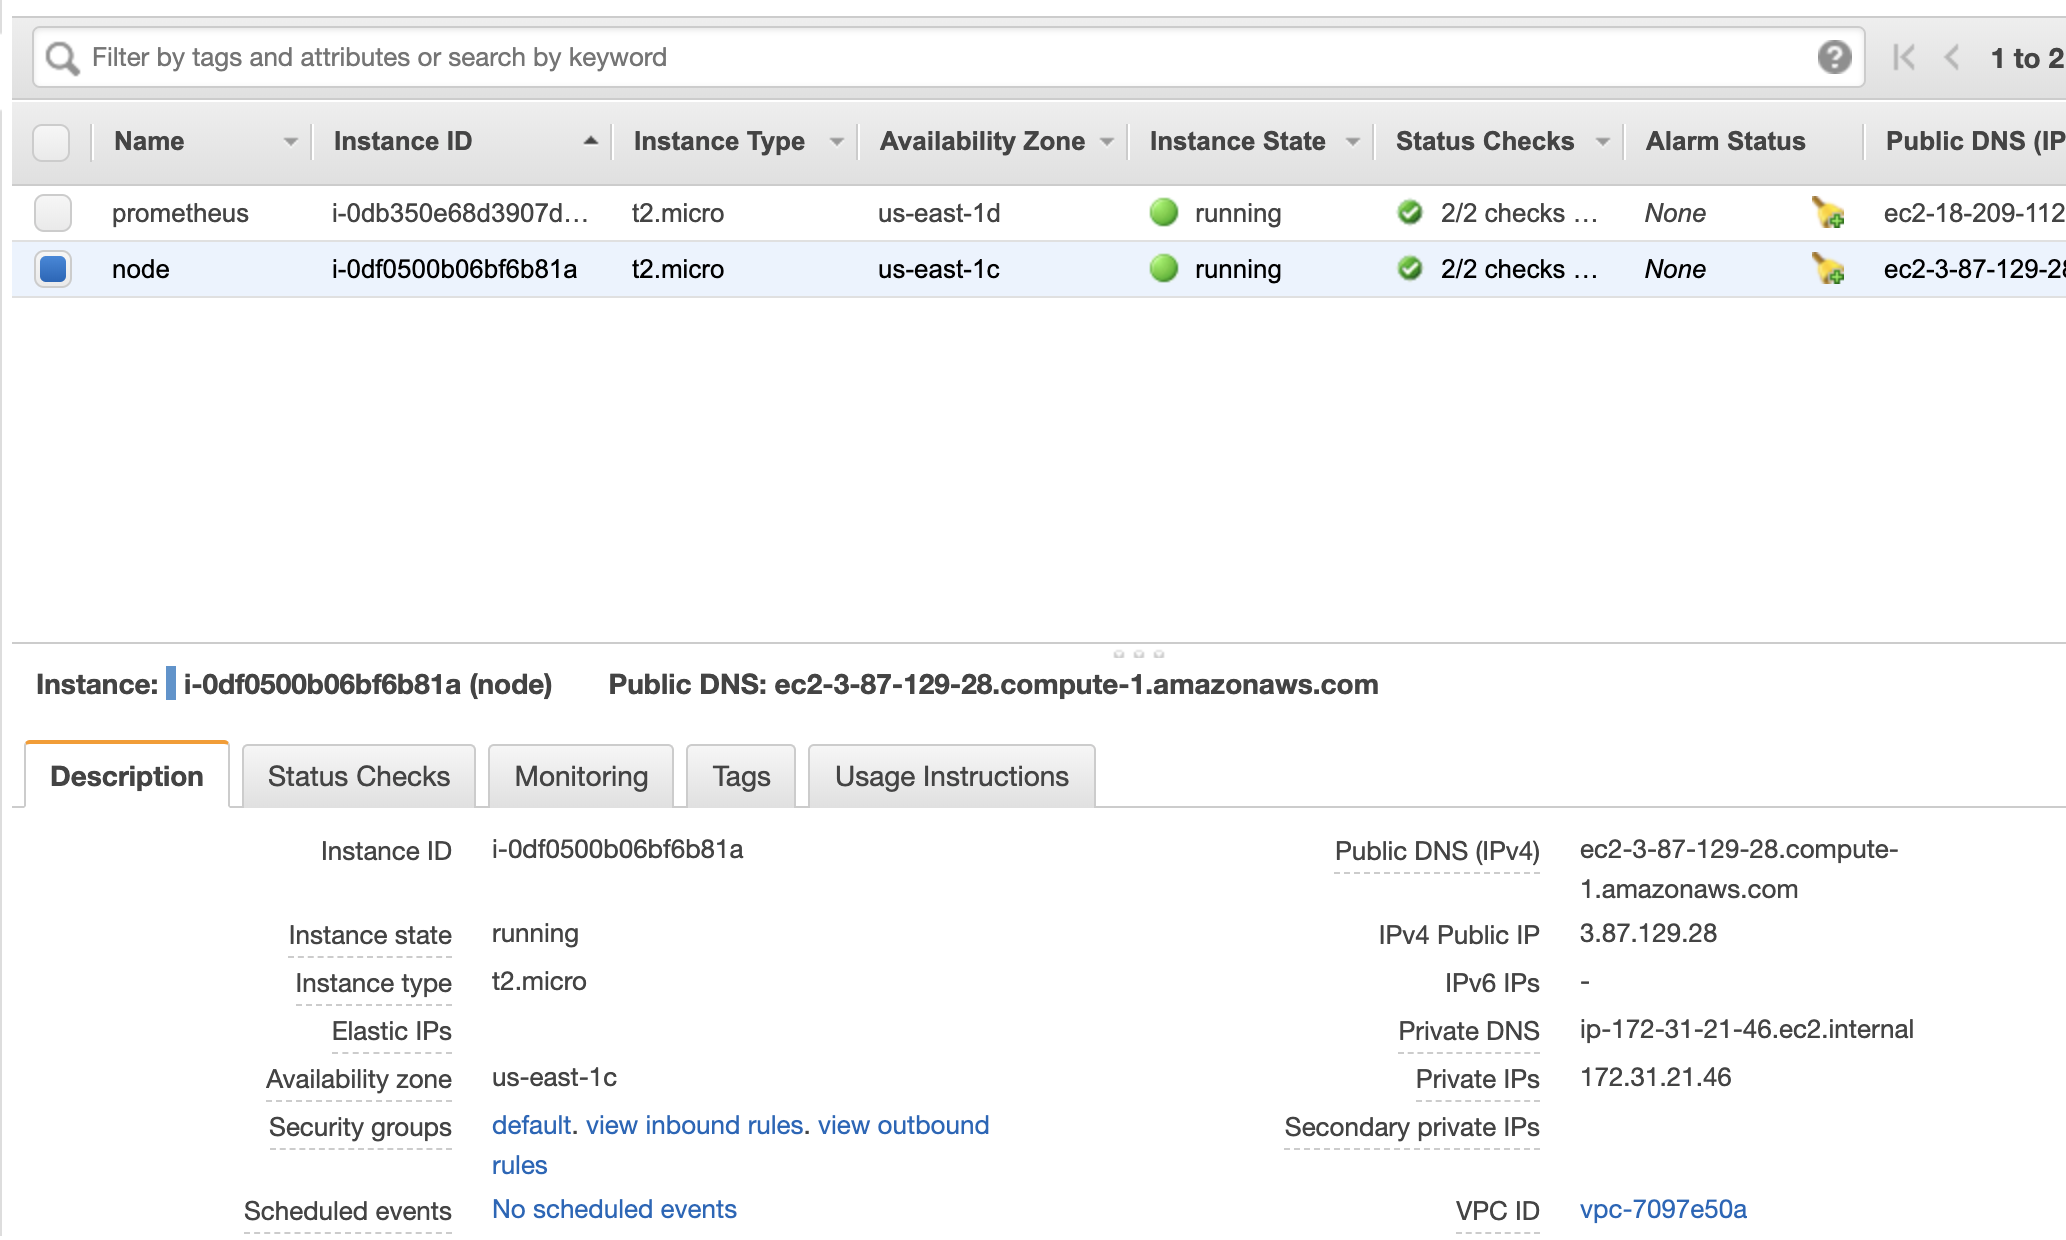 Filter by tags and attributes or search by keyword ? 1 to 2
Name Instance ID Instance Type Availability Zone Instance State Status Checks Alarm Status Public DNS (IP
prometheus i-0db350e68d3907d... t2.micro us-east-1d running 2/2 checks ... None ec2-18-209-112
node i-0df0500b06bf6b81a t2.micro us-east-1c running 2/2 checks ... None ec2-3-87-129-28
Instance: i-0df0500b06bf6b81a (node) Public DNS: ec2-3-87-129-28.compute-1.amazonaws.com
Description Status Checks Monitoring Tags Usage Instructions
Instance ID i-0df0500b06bf6b81a Public DNS (IPv4) ec2-3-87-129-28.compute-
1.amazonaws.com
Instance state running IPv4 Public IP 3.87.129.28
Instance type t2.micro IPv6 IPs -
Elastic IPs Private DNS ip-172-31-21-46.ec2.internal
Availability zone us-east-1c Private IPs 172.31.21.46
Security groups default. view inbound rules. view outbound Secondary private IPs
rules
Scheduled events No scheduled events VPC ID vpc-7097e50a